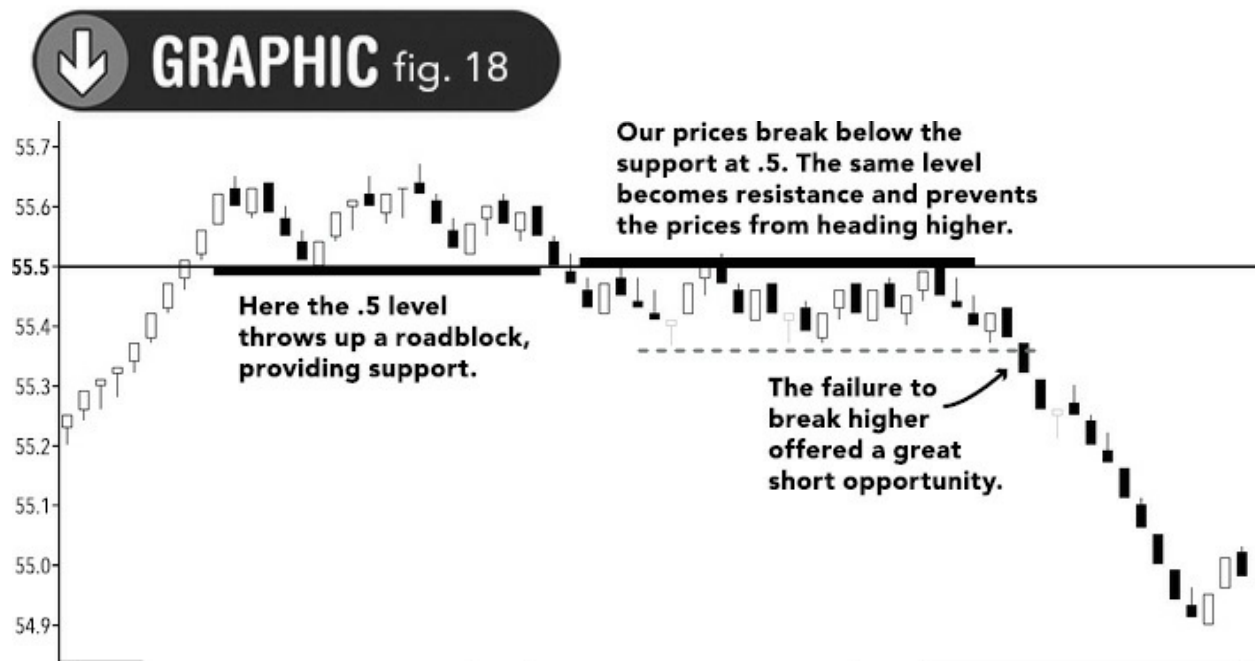 GRAPHIC fig. 18
Our prices break below the
support at .5. The same level
becomes resistance and prevents
the prices from heading higher.
55.7
55.6
55.5
Here the .5 level
throws up a roadblock,
providing support.
55.4
55.3
The failure to
break higher
offered a great
short opportunity.
55.2
55.1
55.0
54.9